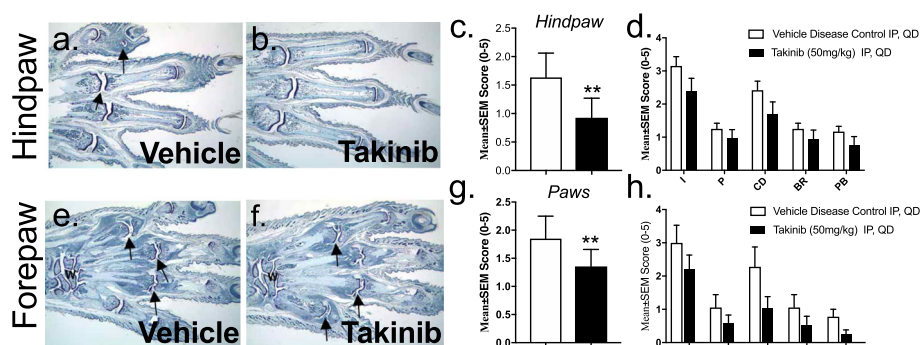 Hindpaw
a.
Vehicle
b.
Takinib
c.
Hindpaw
Mean±SEM Score (0-5)
2.5
2.0
1.5
1.0
0.5
0.0
**
d.
Vehicle Disease Control IP, QD
Takinib (50mg/kg) IP, QD
Mean±SEM Score (0-5)
4
3
2
1
0
I
P
CD
BR
PB
Forepaw
e.
W
Vehicle
f.
W
Takinib
g.
Paws
Mean±SEM Score (0-5)
2.5
2.0
1.5
1.0
0.5
0.0
**
h.
Vehicle Disease Control IP, QD
Takinib (50mg/kg) IP, QD
Mean±SEM Score (0-5)
4
3
2
1
0